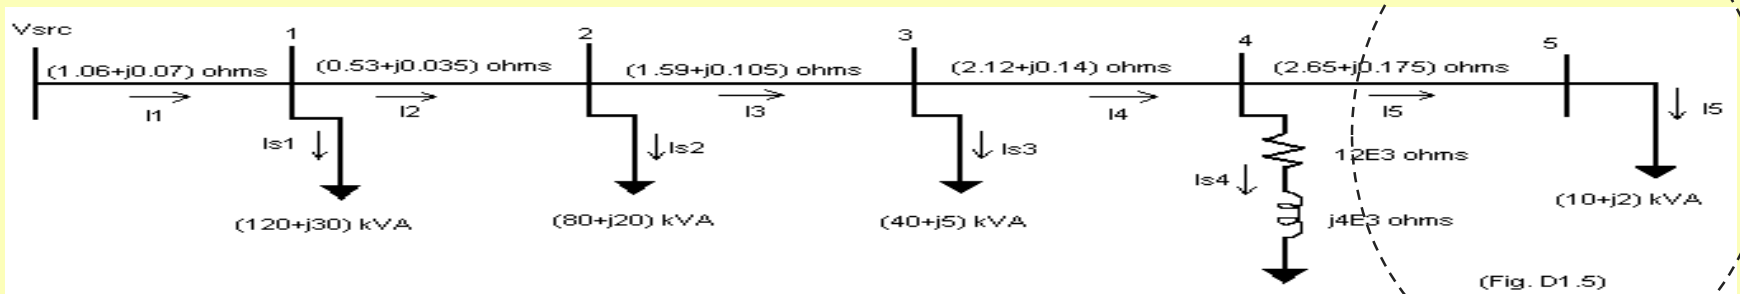 Vsrc
1
2
3
4
5
(1.06+j0.07) ohms
(0.53+j0.035) ohms
(1.59+j0.105) ohms
(2.12+j0.14) ohms
(2.65+j0.175) ohms
I1
I2
I3
I4
I5
I5
Is1
Is2
Is3
Is4
12E3 ohms
j4E3 ohms
(120+j30) kVA
(80+j20) kVA
(40+j5) kVA
(10+j2) kVA
(Fig. D1.5)